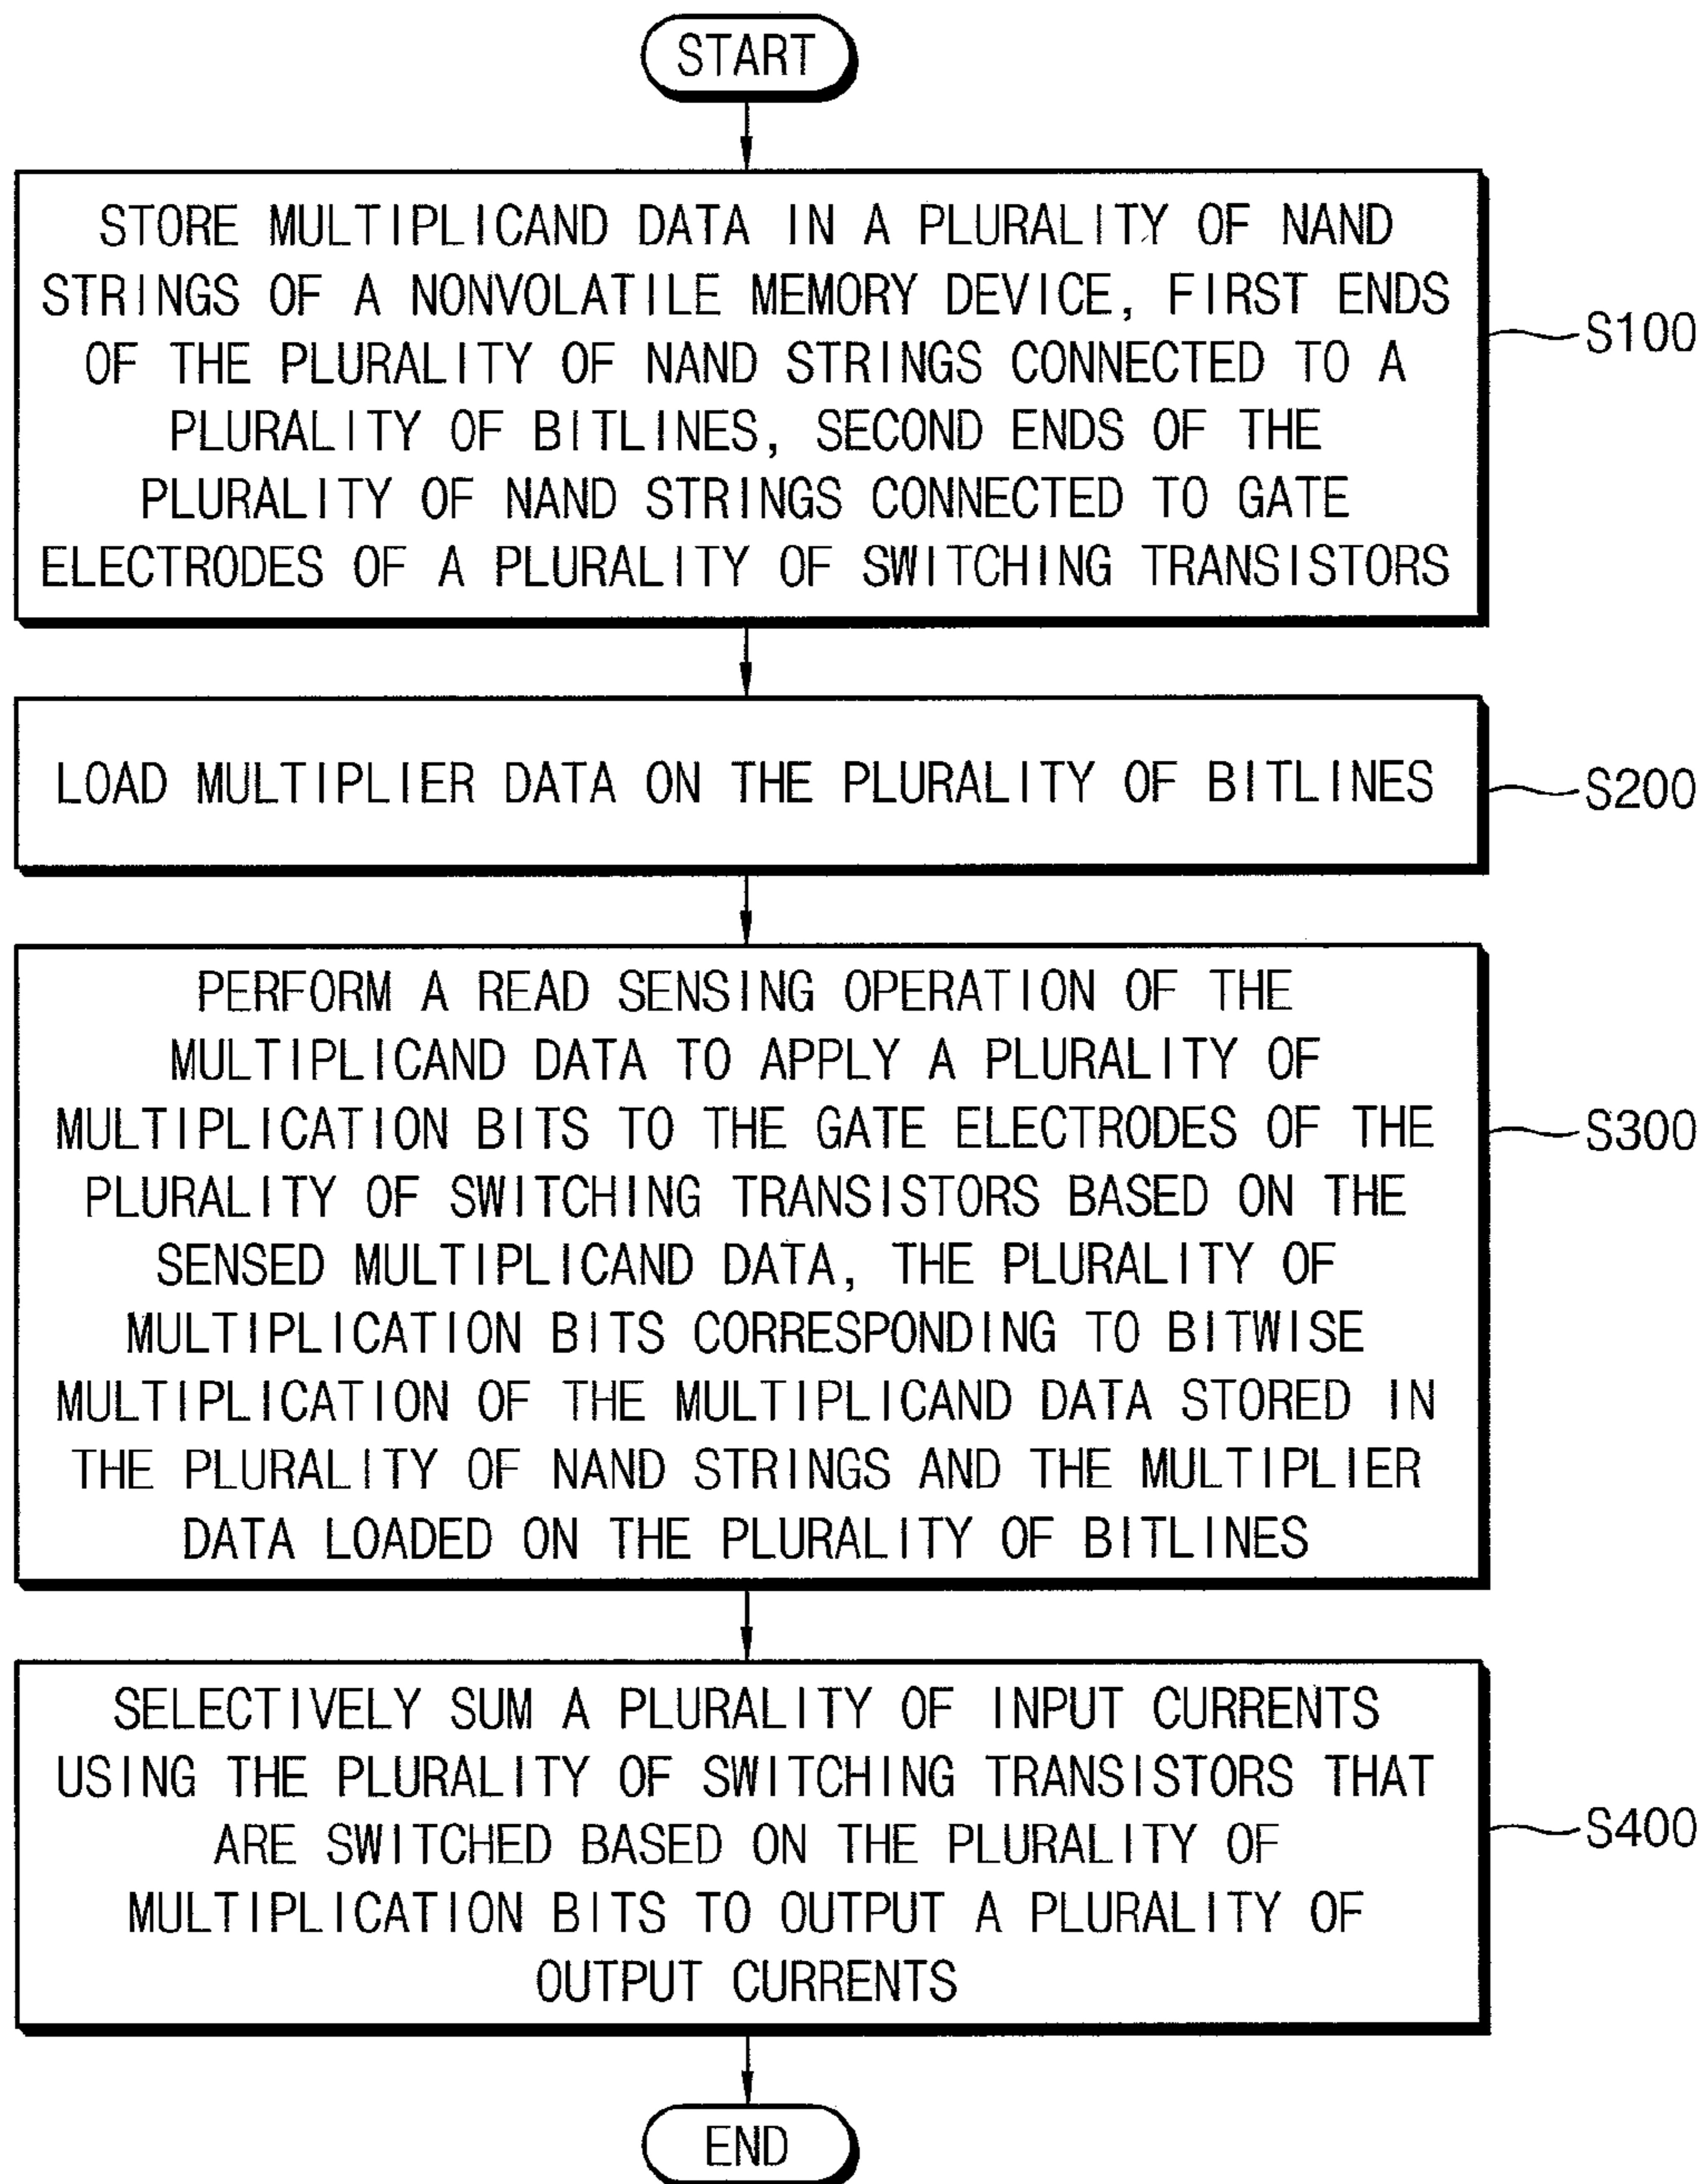 START
STORE MULTIPLICAND DATA IN A PLURALITY OF NAND
STRINGS OF A NONVOLATILE MEMORY DEVICE, FIRST ENDS
OF THE PLURALITY OF NAND STRINGS CONNECTED TO A
PLURALITY OF BITLINES, SECOND ENDS OF THE
PLURALITY OF NAND STRINGS CONNECTED TO GATE
ELECTRODES OF A PLURALITY OF SWITCHING TRANSISTORS
S100
LOAD MULTIPLIER DATA ON THE PLURALITY OF BITLINES
S200
PERFORM A READ SENSING OPERATION OF THE
MULTIPLICAND DATA TO APPLY A PLURALITY OF
MULTIPLICATION BITS TO THE GATE ELECTRODES OF THE
PLURALITY OF SWITCHING TRANSISTORS BASED ON THE
SENSED MULTIPLICAND DATA, THE PLURALITY OF
MULTIPLICATION BITS CORRESPONDING TO BITWISE
MULTIPLICATION OF THE MULTIPLICAND DATA STORED IN
THE PLURALITY OF NAND STRINGS AND THE MULTIPLIER
DATA LOADED ON THE PLURALITY OF BITLINES
S300
SELECTIVELY SUM A PLURALITY OF INPUT CURRENTS
USING THE PLURALITY OF SWITCHING TRANSISTORS THAT
ARE SWITCHED BASED ON THE PLURALITY OF
MULTIPLICATION BITS TO OUTPUT A PLURALITY OF
OUTPUT CURRENTS
S400
END